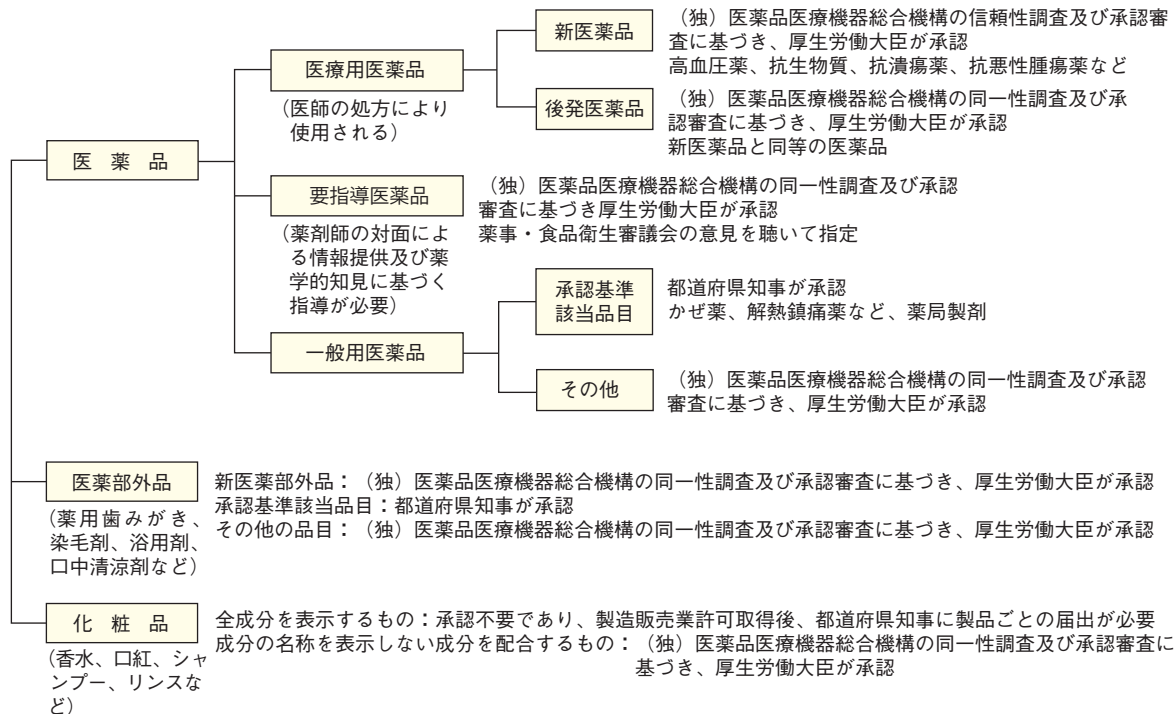 新医薬品
（独）医薬品医療機器総合機構の信頼性調査及び承認審
査に基づき、厚生労働大臣が承認
高血圧薬、抗生物質、抗潰瘍薬、抗悪性腫瘍薬など
医療用医薬品
（医師の処方により
使用される）
後発医薬品
（独）医薬品医療機器総合機構の同一性調査及び承
認審査に基づき、厚生労働大臣が承認
新医薬品と同等の医薬品
医薬品
要指導医薬品
（薬剤師の対面によ
る情報提供及び薬
学的知見に基づく
指導が必要）
（独）医薬品医療機器総合機構の同一性調査及び承認
審査に基づき厚生労働大臣が承認
薬事・食品衛生審議会の意見を聴いて指定
一般用医薬品
承認基準
該当品目
都道府県知事が承認
かぜ薬、解熱鎮痛薬など、薬局製剤
その他
（独）医薬品医療機器総合機構の同一性調査及び承認
審査に基づき、厚生労働大臣が承認
医薬部外品
（薬用歯みがき、
染毛剤、浴用剤、
口中清涼剤など）
新医薬部外品：（独）医薬品医療機器総合機構の同一性調査及び承認審査に基づき、厚生労働大臣が承認
承認基準該当品目：都道府県知事が承認
その他の品目：（独）医薬品医療機器総合機構の同一性調査及び承認審査に基づき、厚生労働大臣が承認
化粧品
（香水、口紅、シャ
ンプー、リンスな
ど）
全成分を表示するもの：承認不要であり、製造販売業許可取得後、都道府県知事に製品ごとの届出が必要
成分の名称を表示しない成分を配合するもの：（独）医薬品医療機器総合機構の同一性調査及び承認審査に
基づき、厚生労働大臣が承認